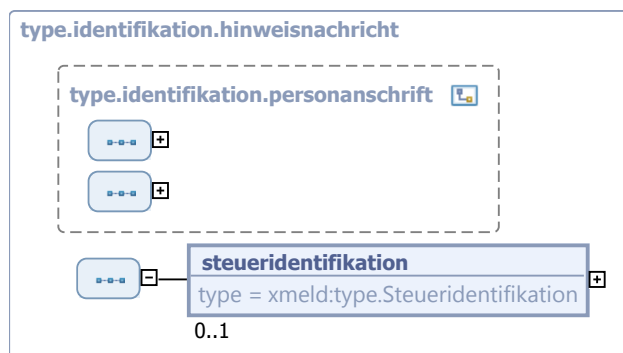 type.identifikation.hinweisnachricht
type.identifikation.personanschrift
steueridentifikation
type = xmeld:type.Steueridentifikation
0..1